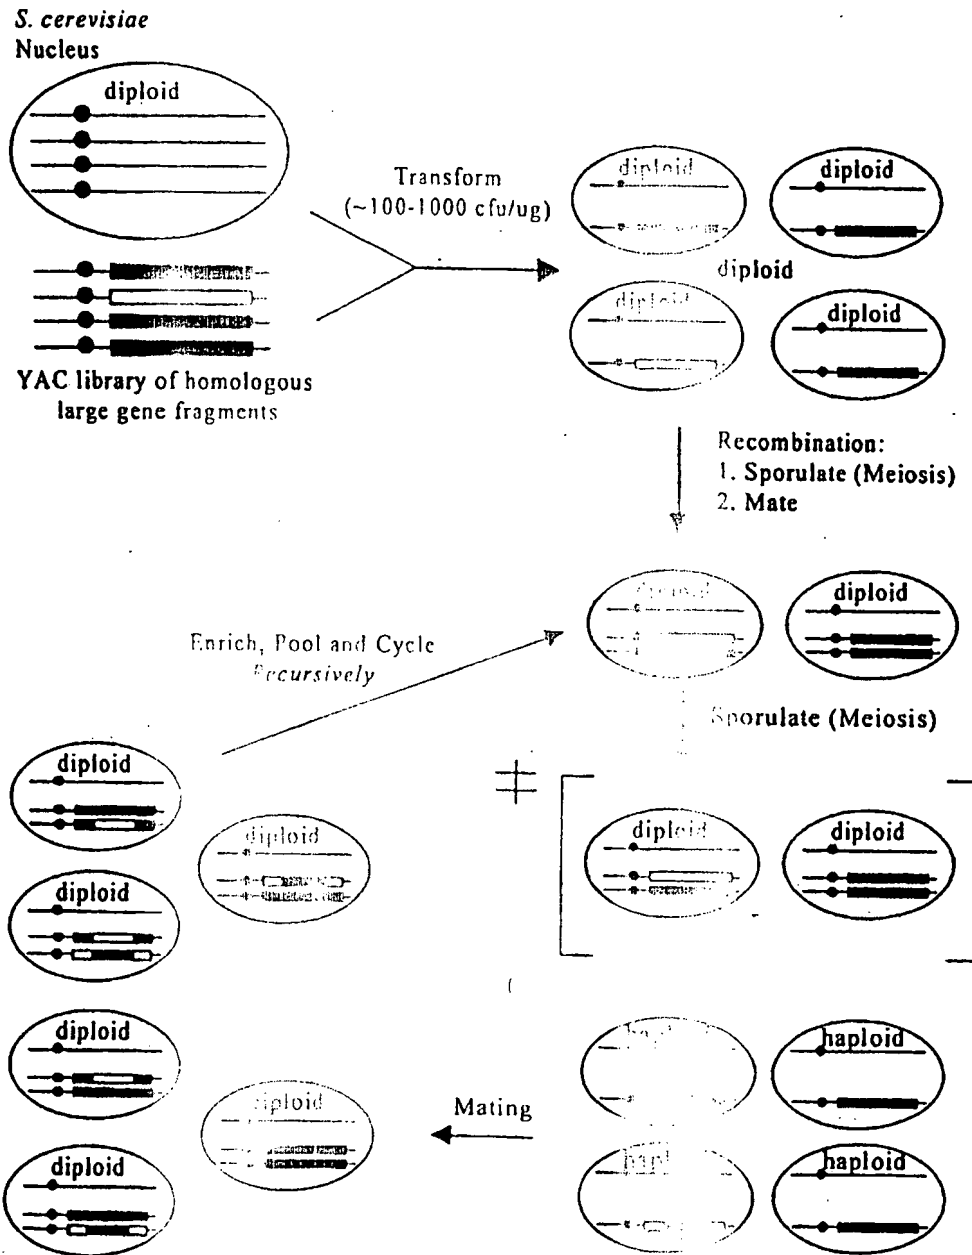 S. cerevisiae
Nucleus
diploid
Transform
(~100-1000 cfu/ug)
YAC library of homologous
large gene fragments
diploid
diploid
diploid
diploid
diploid
Recombination:
1. Sporulate (Meiosis)
2. Mate
diploid
diploid
Enrich, Pool and Cycle
Recursively
Sporulate (Meiosis)
diploid
diploid
diploid
diploid
diploid
diploid
diploid
diploid
Mating
haploid
haploid